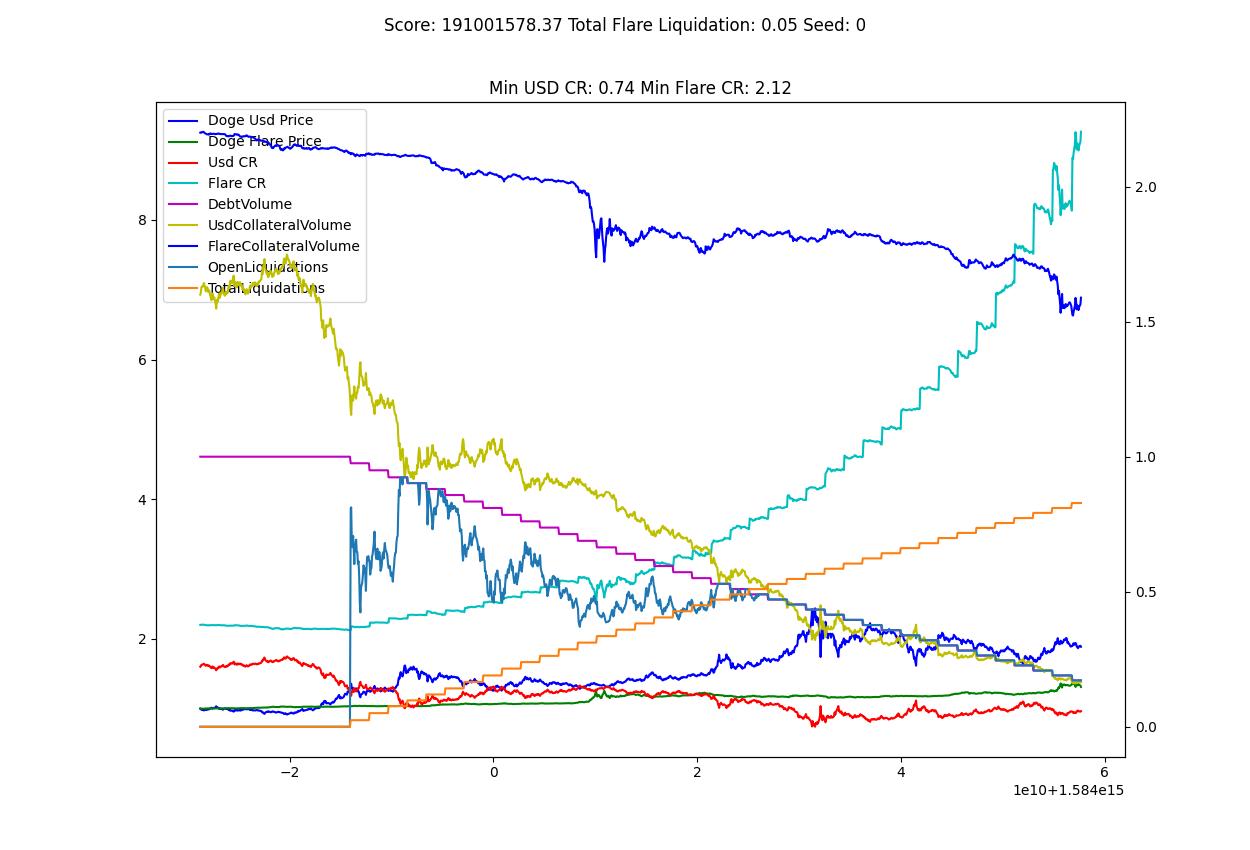 Score: 191001578.37 Total Flare Liquidation: 0.05 Seed: 0
Min USD CR: 0.74 Min Flare CR: 2.12
Doge Usd Price
Doge Flare Price
Usd CR
Flare CR
DebtVolume
UsdCollateralVolume
FlareCollateralVolume
OpenLiquidations
TotalLiquidations
8
6
4
2
2.0
1.5
1.0
0.5
0.0
−2
0
2
4
6
1e10+1.584e15